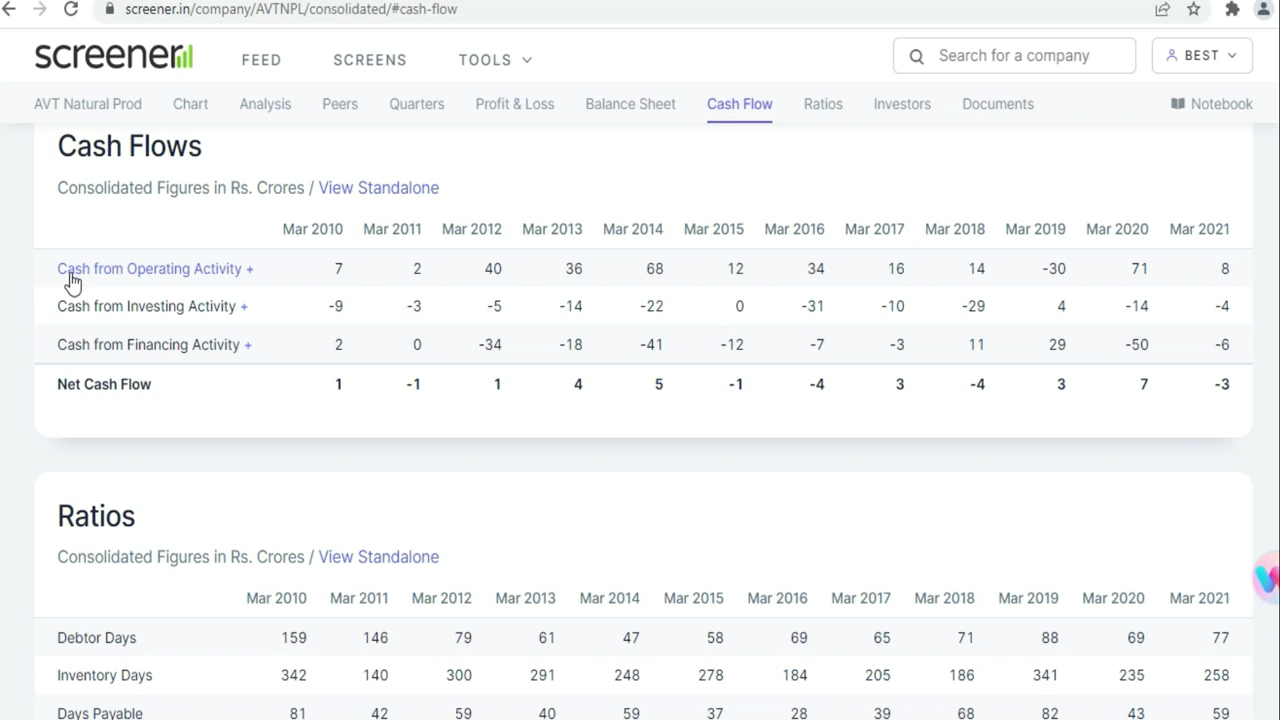 screener.in/company/AVTNPL/consolidated/#cash-flow
screener FEED SCREENS TOOLS Search for a company BEST
AVT Natural Prod Chart Analysis Peers Quarters Profit & Loss Balance Sheet Cash Flow Ratios Investors Documents Notebook
Cash Flows
Consolidated Figures in Rs. Crores / View Standalone
Mar 2010 Mar 2011 Mar 2012 Mar 2013 Mar 2014 Mar 2015 Mar 2016 Mar 2017 Mar 2018 Mar 2019 Mar 2020 Mar 2021
Cash from Operating Activity + 7 2 40 36 68 12 34 16 14 -30 71 8
Cash from Investing Activity + -9 -3 -5 -14 -22 0 -31 -10 -29 4 -14 -4
Cash from Financing Activity + 2 0 -34 -18 -41 -12 -7 -3 11 29 -50 -6
Net Cash Flow 1 -1 1 4 5 -1 -4 3 -4 3 7 -3
Ratios
Consolidated Figures in Rs. Crores / View Standalone
Mar 2010 Mar 2011 Mar 2012 Mar 2013 Mar 2014 Mar 2015 Mar 2016 Mar 2017 Mar 2018 Mar 2019 Mar 2020 Mar 2021
Debtor Days 159 146 79 61 47 58 69 65 71 88 69 77
Inventory Days 342 140 300 291 248 278 184 205 186 341 235 258
Days Payable 81 42 59 40 59 37 28 39 68 82 43 59